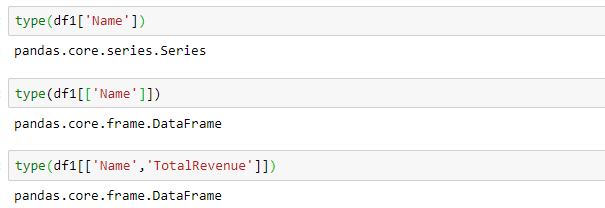 type(df1['Name'])
pandas.core.series.Series
type(df1[['Name']])
pandas.core.frame.DataFrame
type(df1[['Name','TotalRevenue']])
pandas.core.frame.DataFrame